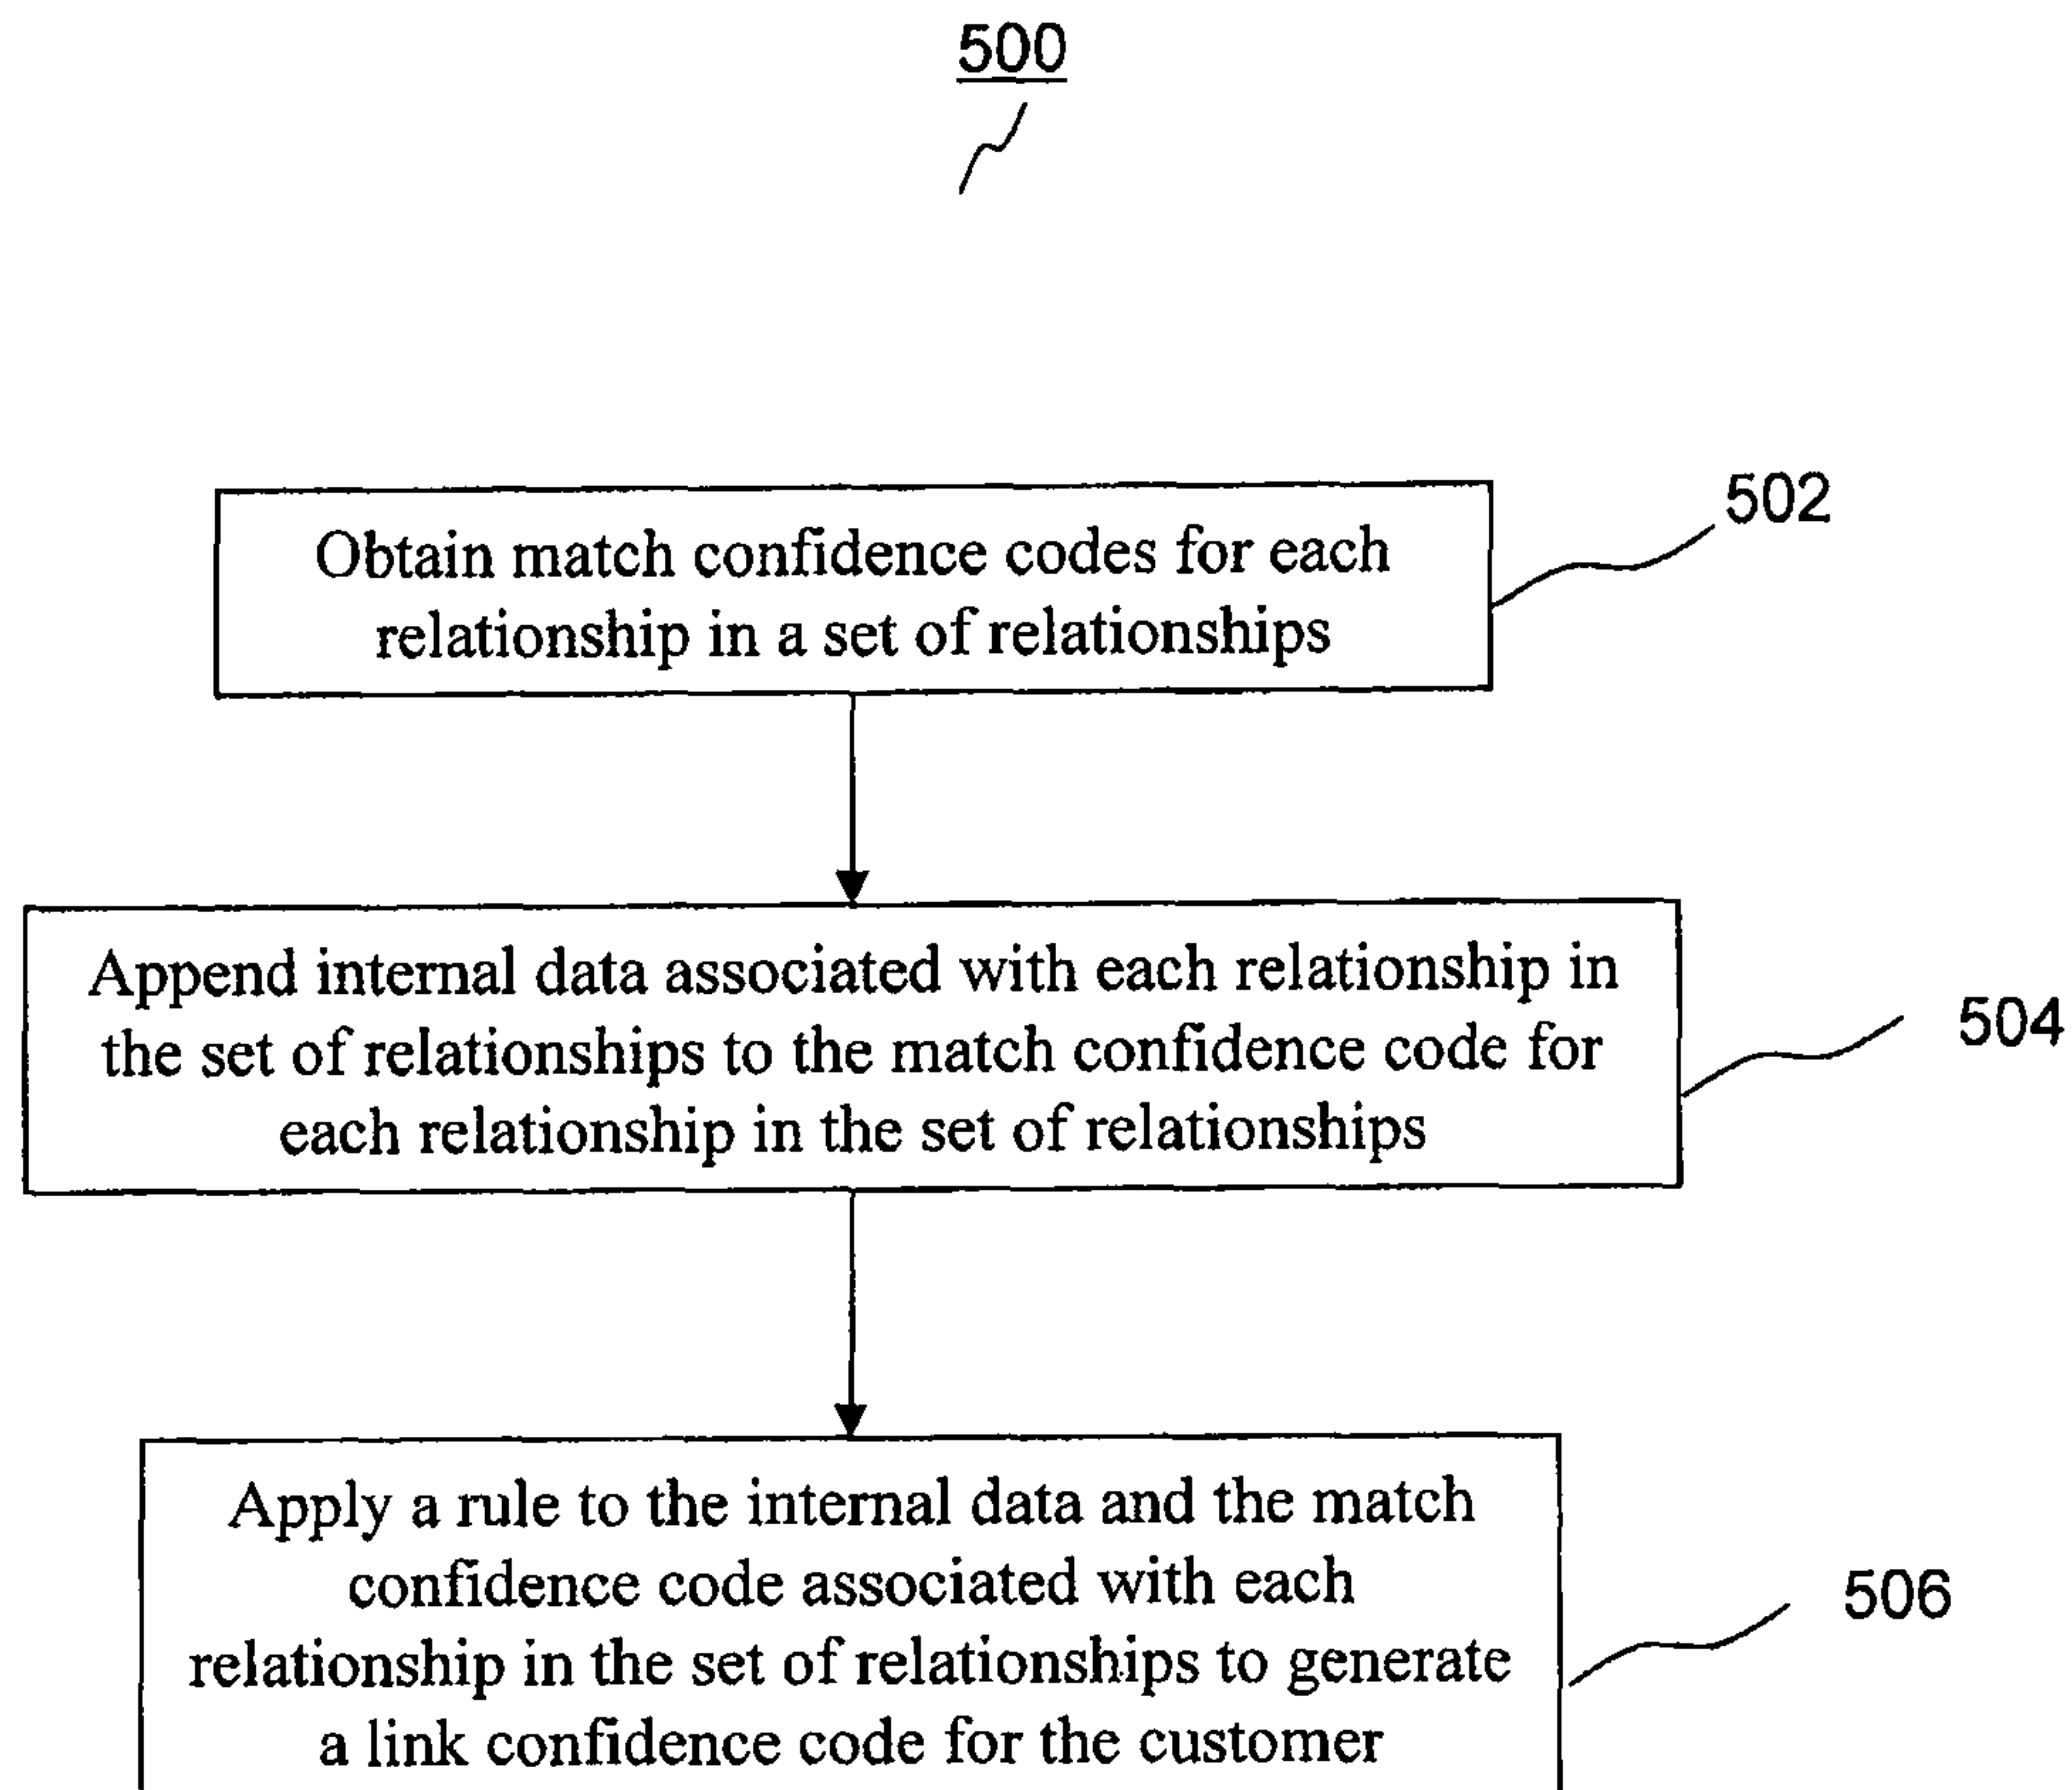 500
Obtain match confidence codes for each
relationship in a set of relationships
502
Append internal data associated with each relationship in
the set of relationships to the match confidence code for
each relationship in the set of relationships
504
Apply a rule to the internal data and the match
confidence code associated with each
relationship in the set of relationships to generate
a link confidence code for the customer
506